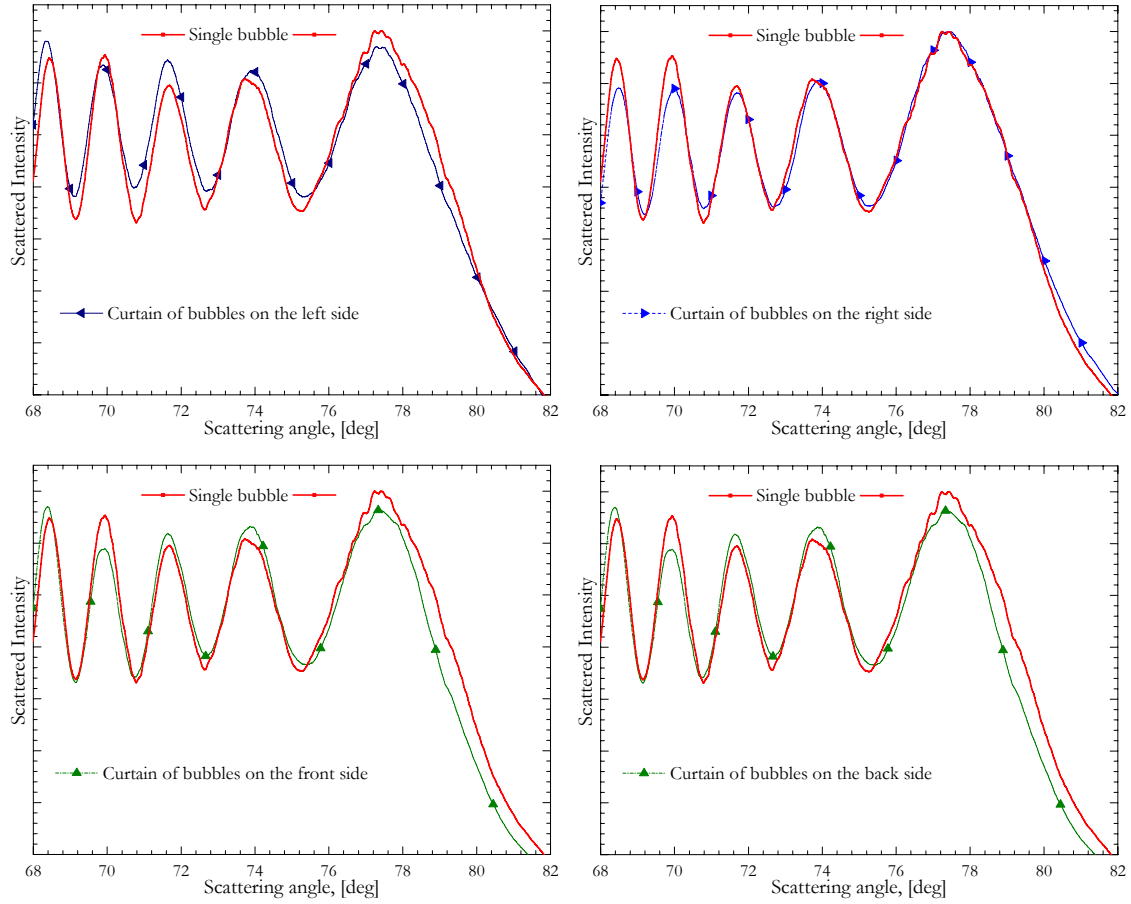 Single bubble
Scattered Intensity
Curtain of bubbles on the left side
68 70 72 74 76 78 80 82
Scattering angle, [deg]
Single bubble
Scattered Intensity
Curtain of bubbles on the right side
68 70 72 74 76 78 80 82
Scattering angle, [deg]
Single bubble
Scattered Intensity
Curtain of bubbles on the front side
68 70 72 74 76 78 80 82
Scattering angle, [deg]
Single bubble
Scattered Intensity
Curtain of bubbles on the back side
68 70 72 74 76 78 80 82
Scattering angle, [deg]